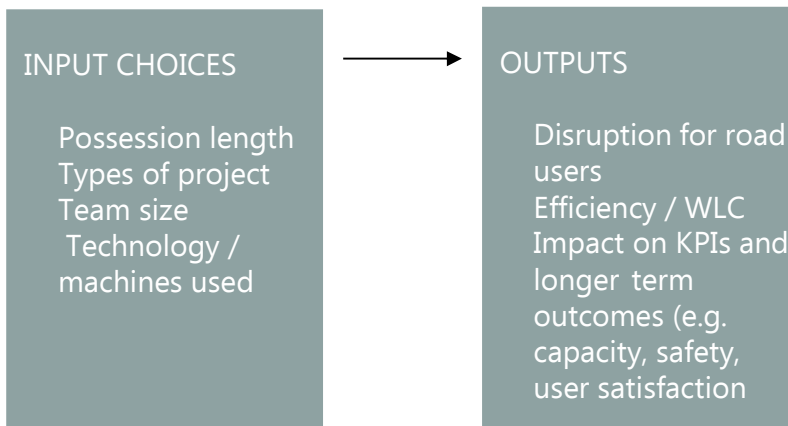 INPUT CHOICES
Possession length
Types of project
Team size
Technology /
machines used
OUTPUTS
Disruption for road
users
Efficiency / WLC
Impact on KPIs and
longer term
outcomes (e.g.
capacity, safety,
user satisfaction